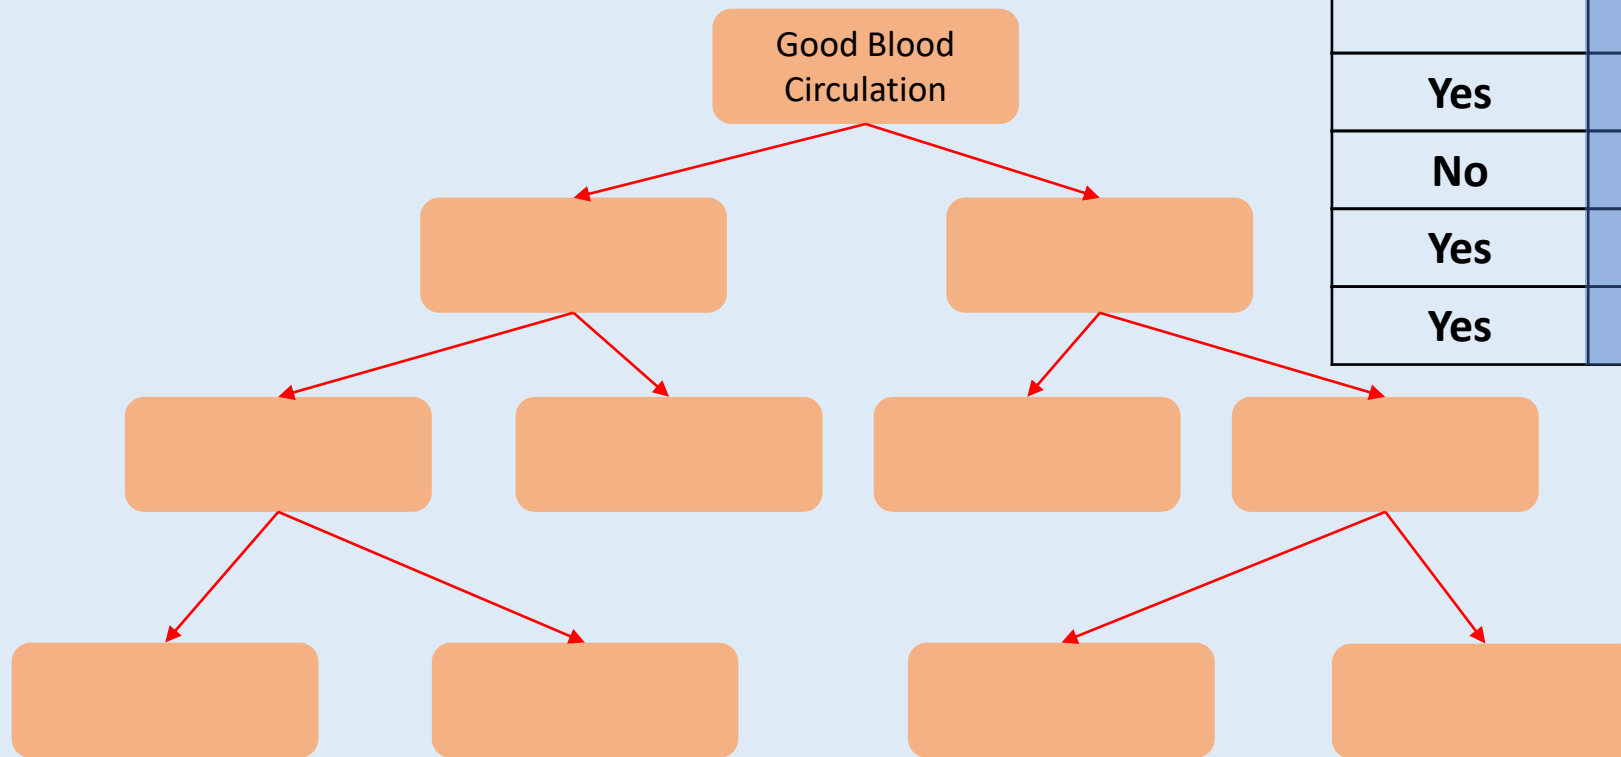 Good Blood
Circulation
Yes
No
Yes
Yes